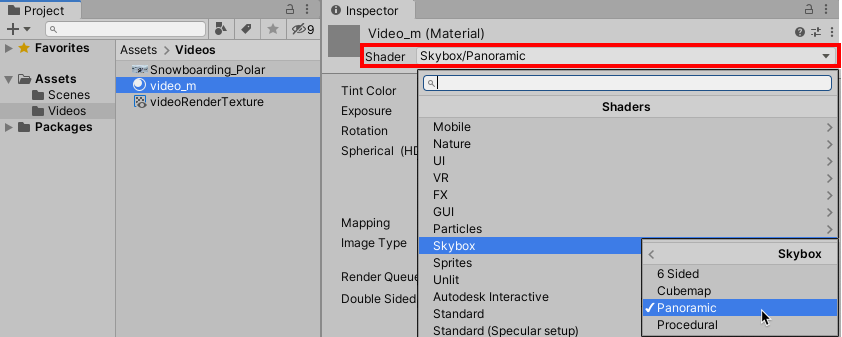 Project
9
Favorites
Assets
Scenes
Videos
Packages
Assets > Videos
Snowboarding_Polar
video_m
videoRenderTexture
Inspector
Video_m (Material)
Shader Skybox/Panoramic
Tint Color
Exposure
Rotation
Spherical (HD
Mapping
Image Type
Render Queue
Double Sided
Shaders
Mobile
Nature
UI
VR
FX
GUI
Particles
Skybox
Sprites
Unlit
Autodesk Interactive
Standard
Standard (Specular setup)
Skybox
6 Sided
Cubemap
Panoramic
Procedural